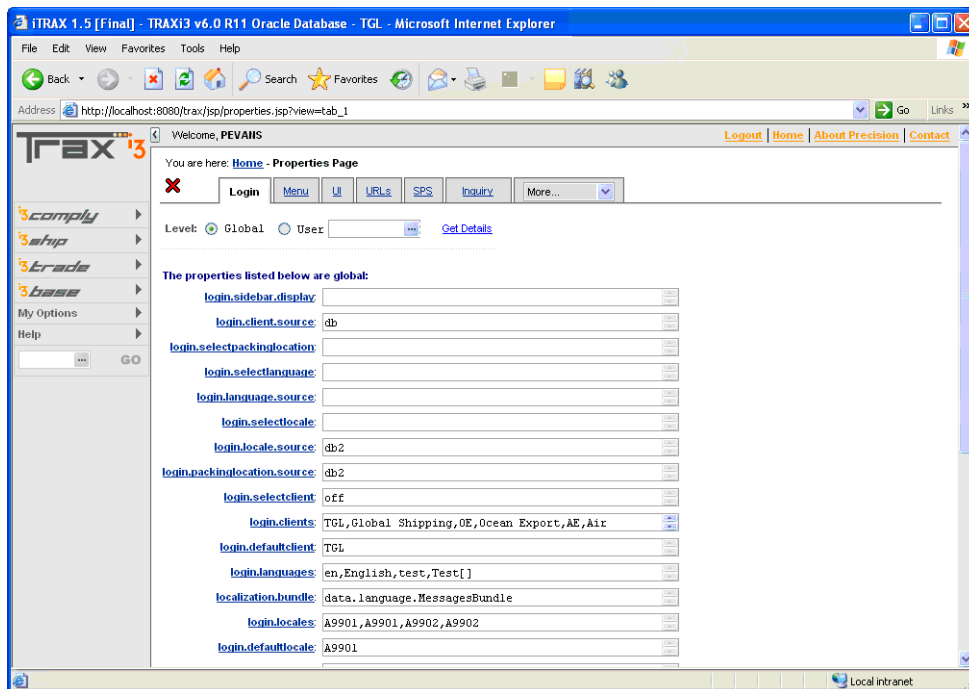 iTRAX 1.5 [Final] - TRAXi3 v6.0 R11 Oracle Database - TGL - Microsoft Internet Explorer
File Edit View Favorites Tools Help
Back Search Favorites
Address http://localhost:8080/trax/jsp/properties.jsp?view=tab_1 Go Links »
Trax i3
Welcome, PEVANS
Logout | Home | About Precision | Contact
You are here: Home - Properties Page
Login Menu UI URLs SPS Inquiry More...
i3comply
i3ship
i3trade
i3base
My Options
Help
... GO
Level: Global User ... Get Details
The properties listed below are global:
login.sidebar.display:
login.client.source: db
login.selectpackinglocation:
login.selectlanguage:
login.language.source:
login.selectlocale:
login.locale.source: db2
login.packinglocation.source: db2
login.selectclient: off
login.clients: TGL,Global Shipping,OE,Ocean Export,AE,Air
login.defaultclient: TGL
login.languages: en,English,test,Test[]
localization.bundle: data.language.MessagesBundle
login.locales: A9901,A9901,A9902,A9902
login.defaultlocale: A9901
Local intranet